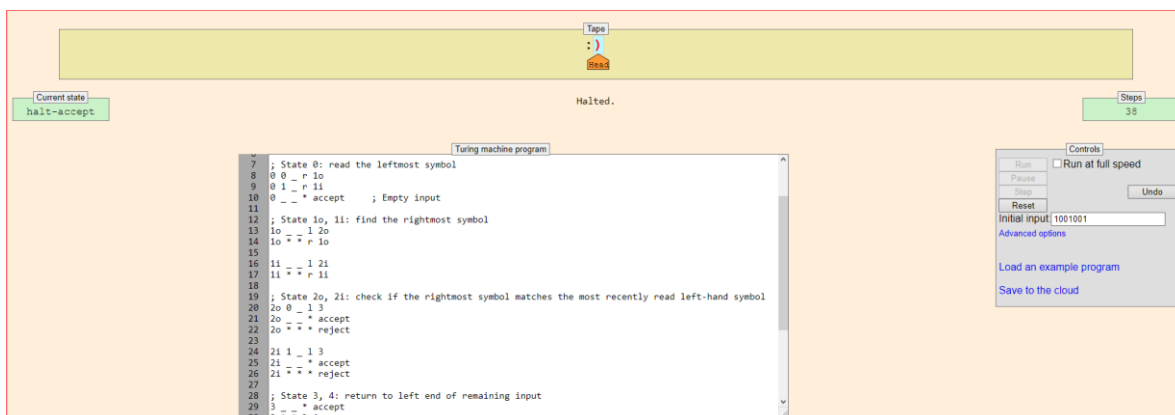 Tape
:)
Head
Current state
halt-accept
Halted.
Steps
38
Turing machine program
7 ; State 0: read the leftmost symbol
8 0 0 _ r 1o
9 0 1 _ r 1i
10 0 _ _ * accept ; Empty input
11
12 ; State 1o, 1i: find the rightmost symbol
13 1o _ _ l 2o
14 1o * * r 1o
15
16 1i _ _ l 2i
17 1i * * r 1i
18
19 ; State 2o, 2i: check if the rightmost symbol matches the most recently read left-hand symbol
20 2o 0 _ l 3
21 2o _ _ * accept
22 2o * * * reject
23
24 2i 1 _ l 3
25 2i _ _ * accept
26 2i * * * reject
27
28 ; State 3, 4: return to left end of remaining input
29 3 _ _ * accept
Controls
Run Run at full speed
Pause
Step Undo
Reset
Initial input: 1001001
Advanced options
Load an example program
Save to the cloud